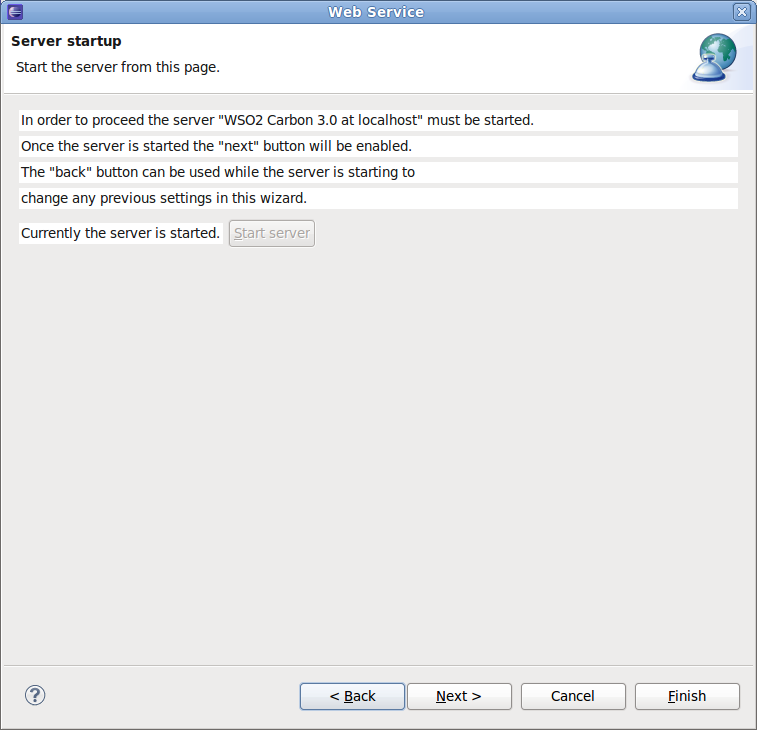 Web Service
Server startup
Start the server from this page.
In order to proceed the server "WSO2 Carbon 3.0 at localhost" must be started.
Once the server is started the "next" button will be enabled.
The "back" button can be used while the server is starting to
change any previous settings in this wizard.
Currently the server is started. Start server
? < Back Next > Cancel Finish